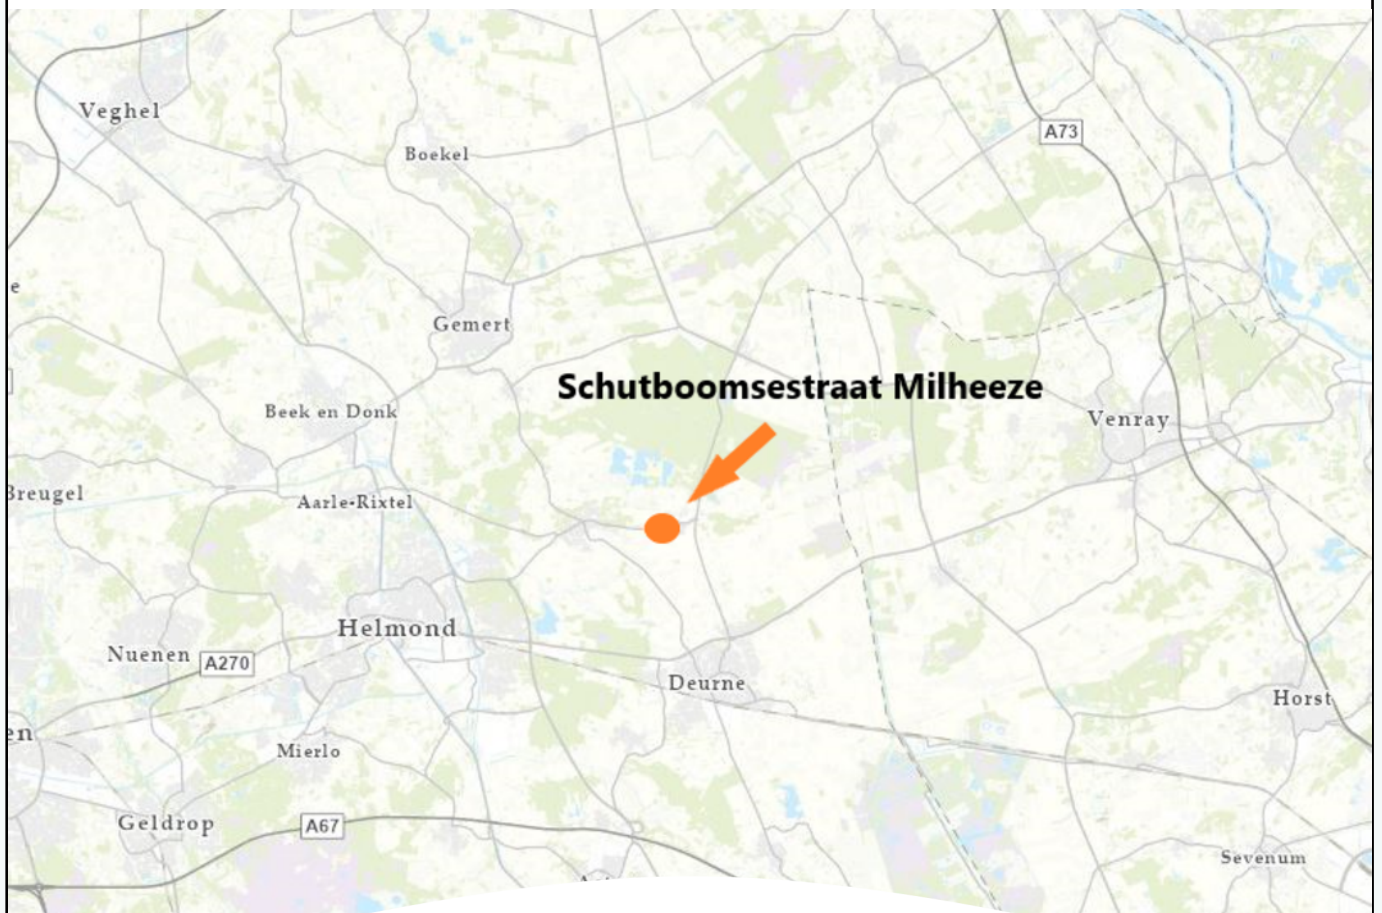 Veghel
A73
Boekel
e
Gemert
Schutboomsestraat Milheeze
Beek en Donk
Venray
Breugel
Aarle-Rixtel
Helmond
Nuenen
A270
Deurne
Horst
en
Mierlo
Geldrop
A67
Sevenum